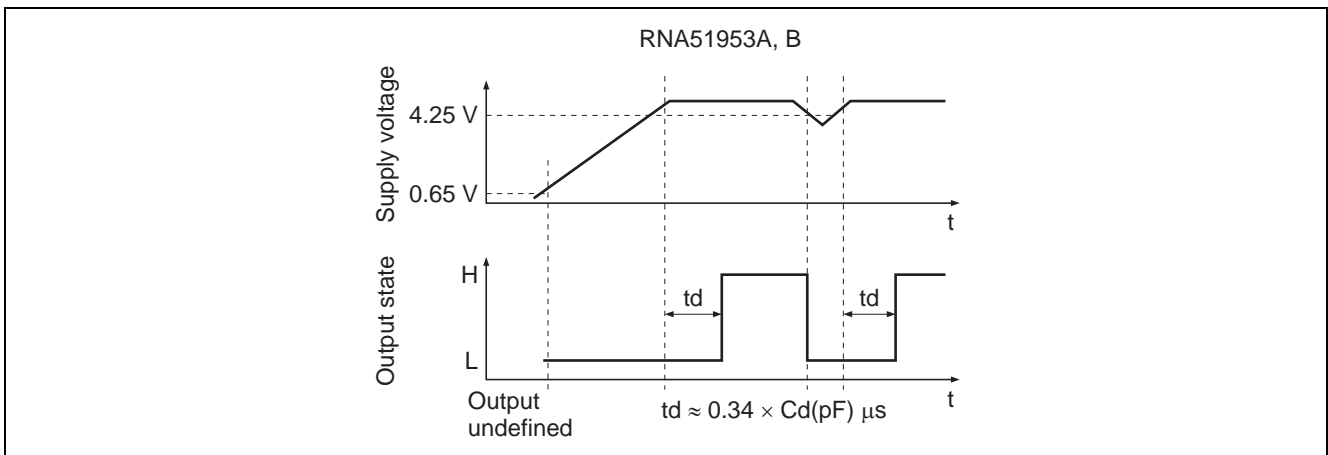 RNA51953A, B
Supply voltage
4.25 V
0.65 V
t
Output state
H
td
td
L
t
Output
undefined
td ≈ 0.34 × Cd(pF) μs